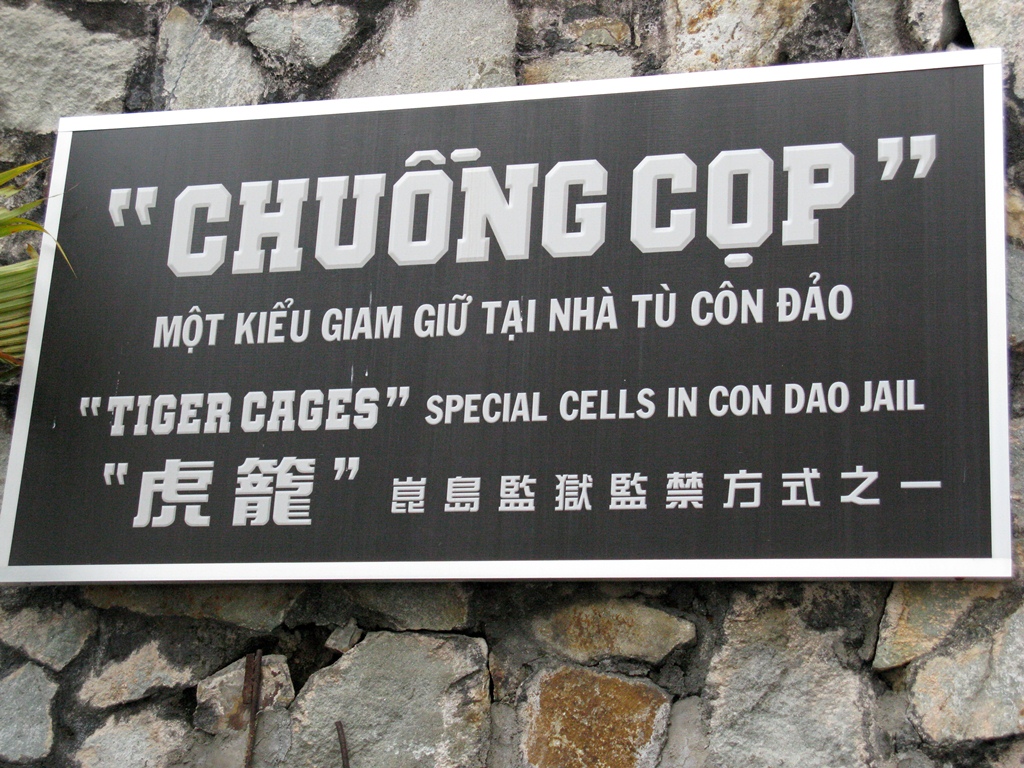 “CHUỒNG CỌP”
MỘT KIỂU GIAM GIỮ TẠI NHÀ TÙ CÔN ĐẢO
“TIGER CAGES” SPECIAL CELLS IN CON DAO JAIL
“虎籠”崑島監獄監禁方式之一